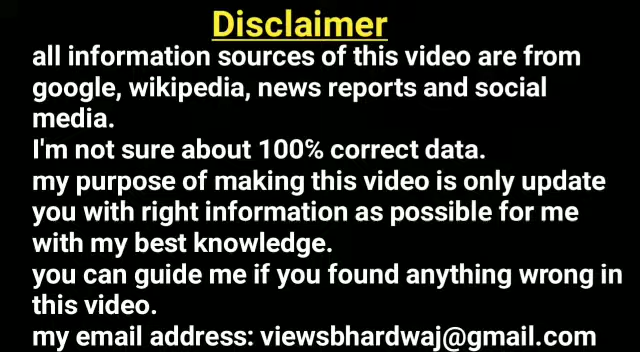 Disclaimer
all information sources of this video are from
google, wikipedia, news reports and social
media.
I'm not sure about 100℅ correct data.
my purpose of making this video is only update
you with right information as possible for me
with my best knowledge.
you can guide me if you found anything wrong in
this video.
my email address: viewsbhardwaj@gmail.com